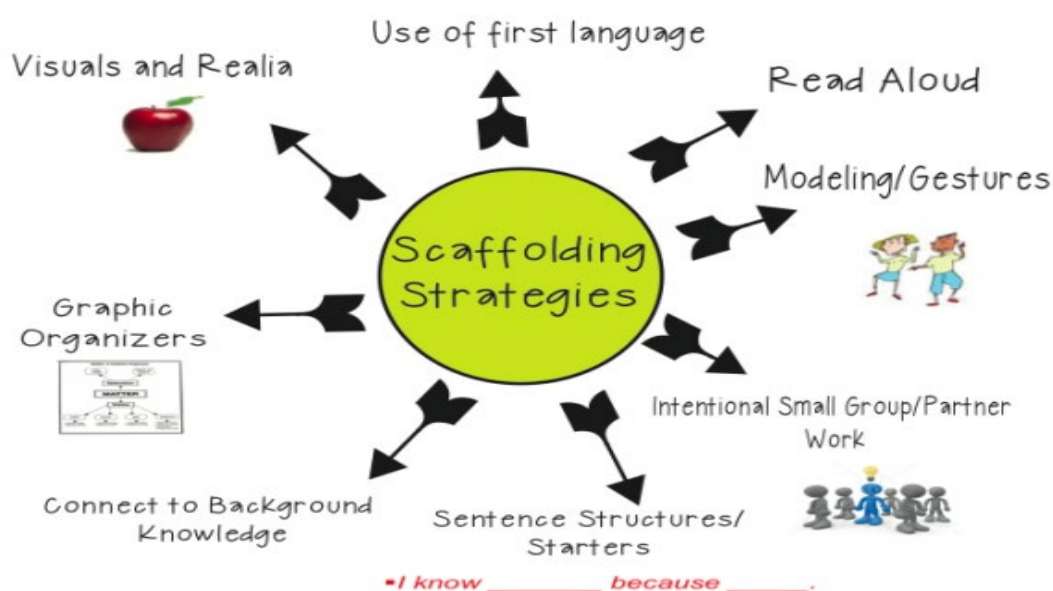 Use of first language
Visuals and Realia
Read Aloud
Modeling/Gestures
Scaffolding
Strategies
Graphic
Organizers
MATTER
Intentional Small Group/Partner
Work
Connect to Background
Knowledge
Sentence Structures/
Starters
▪I know ________ because ______.